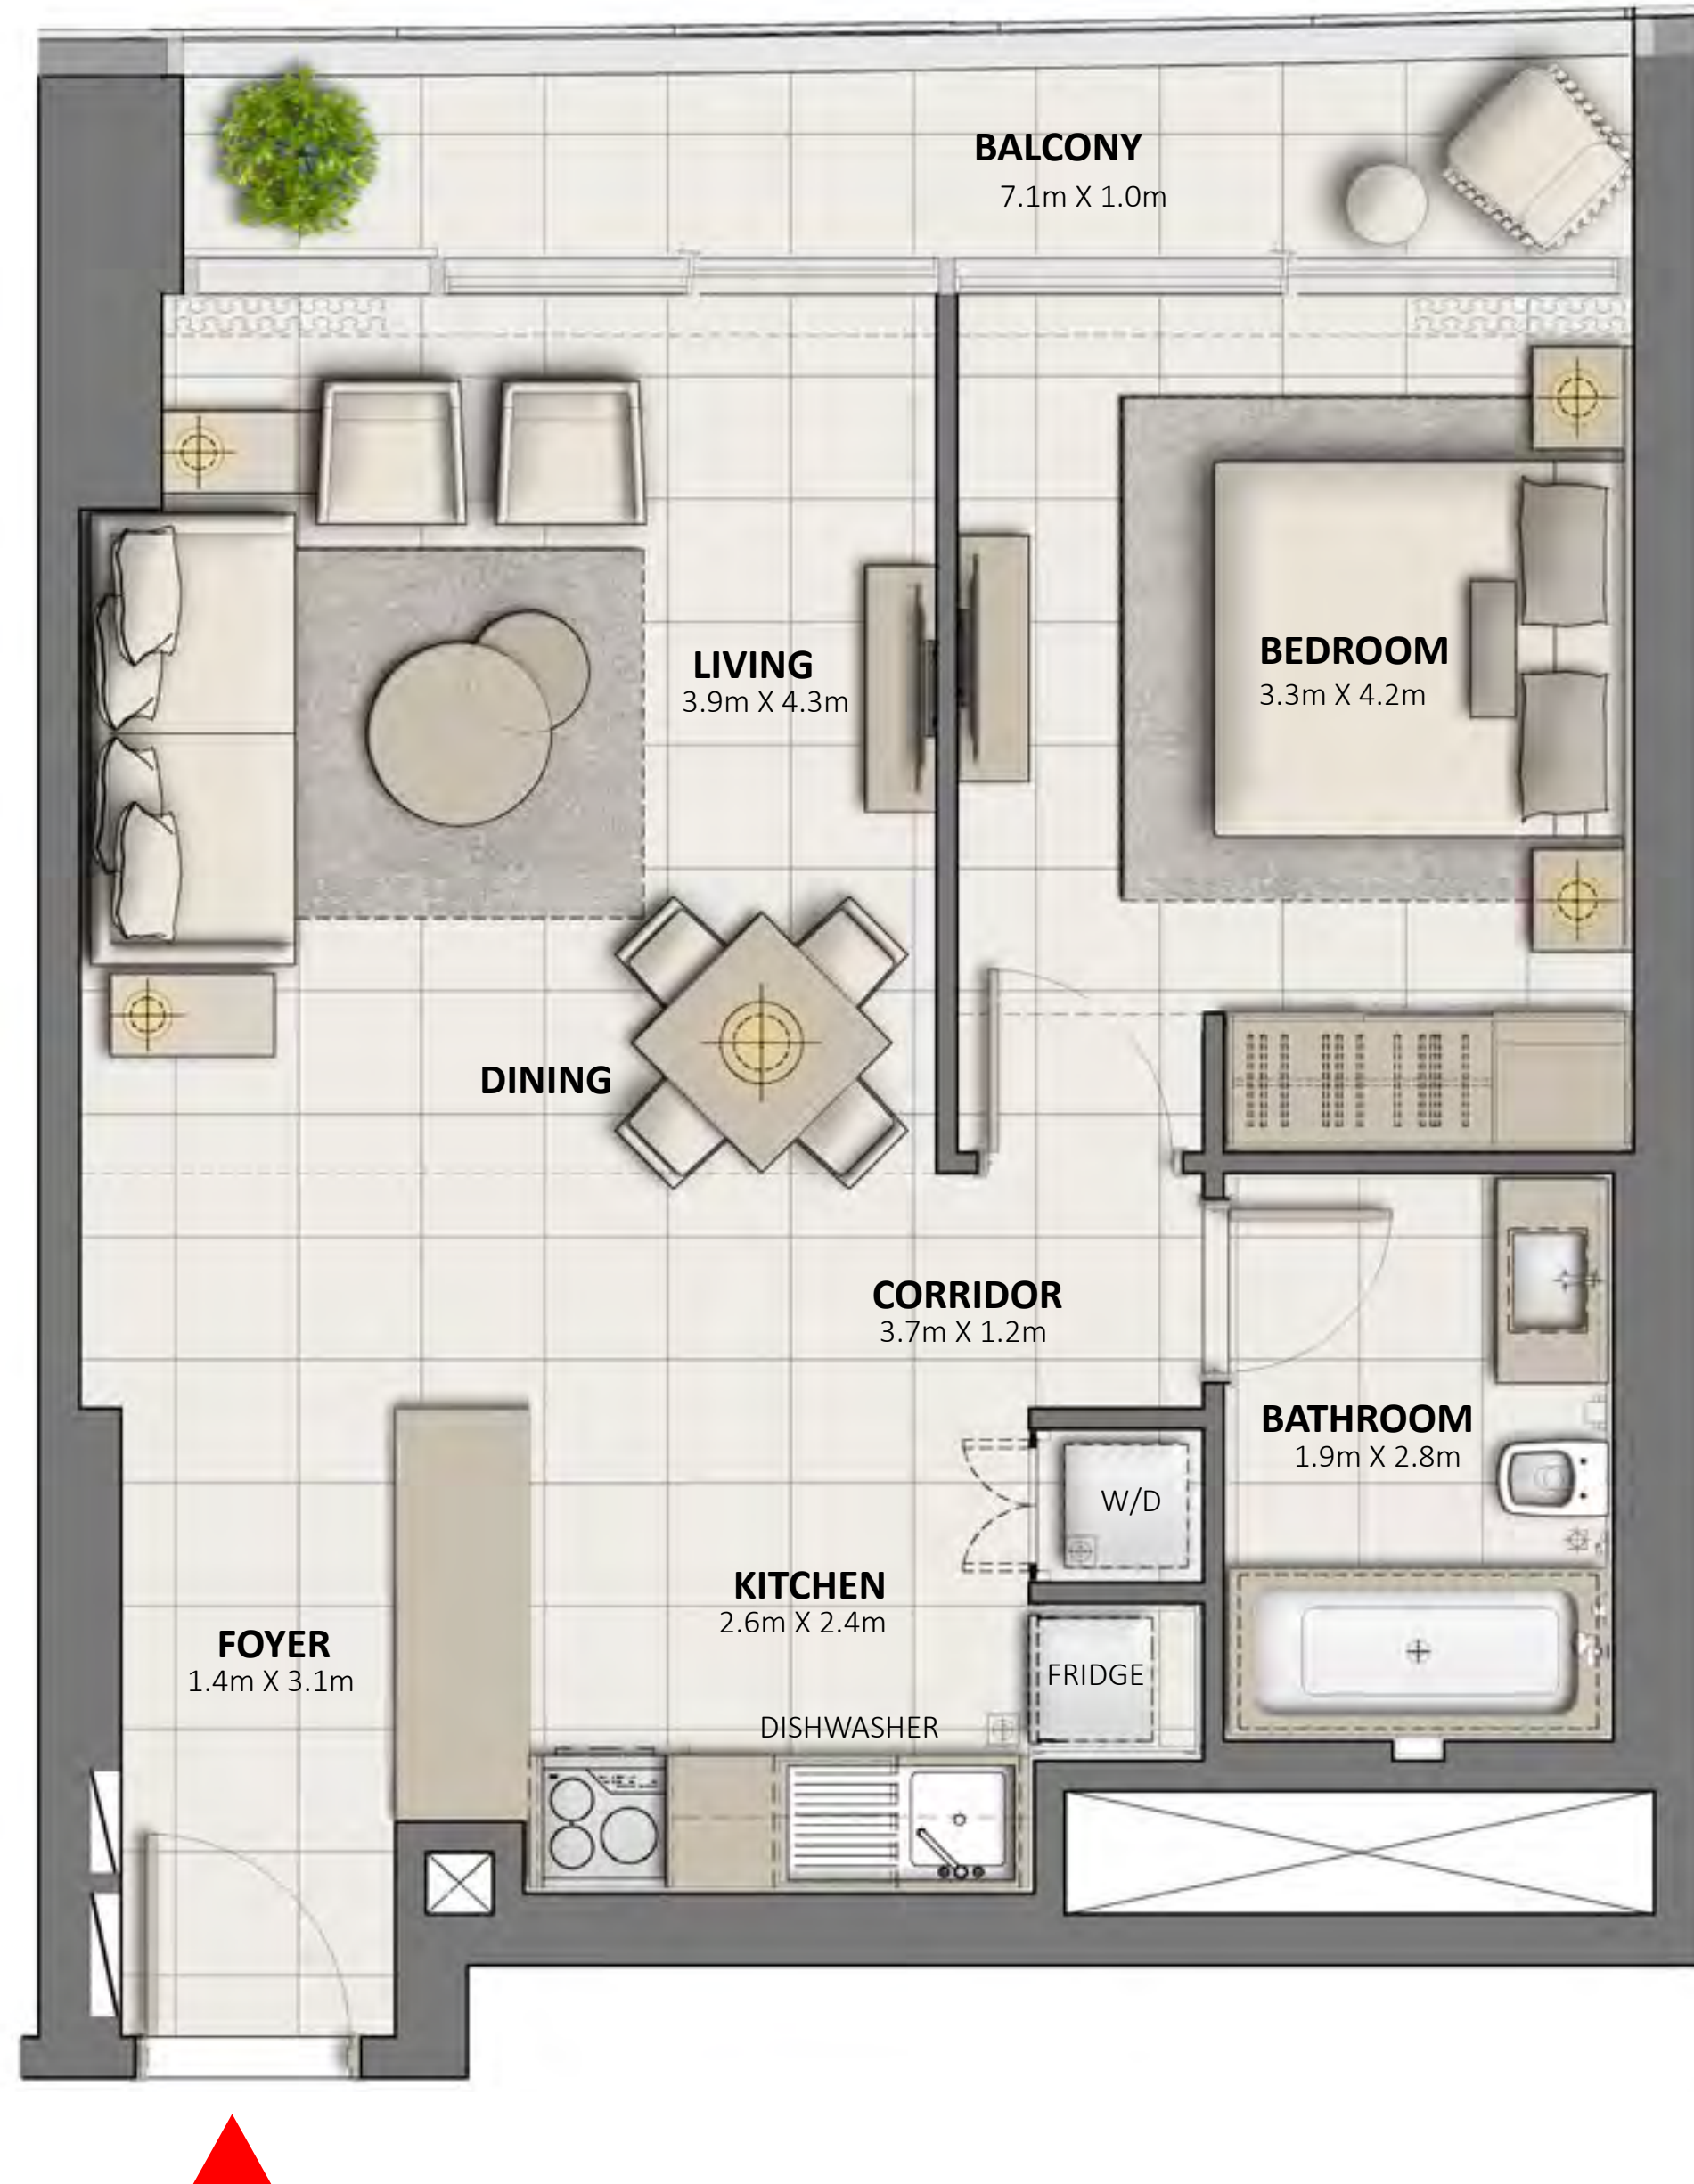 BALCONY
7.1m X 1.0m
LIVING
3.9m X 4.3m
BEDROOM
3.3m X 4.2m
DINING
CORRIDOR
3.7m X 1.2m
BATHROOM
1.9m X 2.8m
W/D
KITCHEN
2.6m X 2.4m
FOYER
1.4m X 3.1m
FRIDGE
DISHWASHER